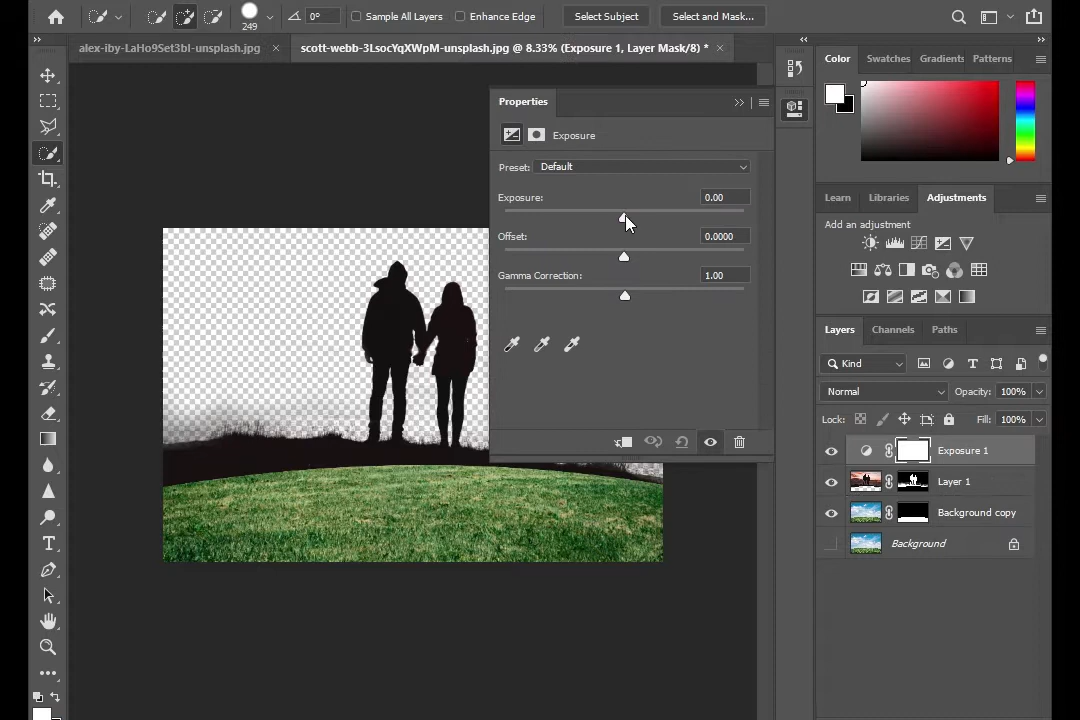 249
0°
Sample All Layers
Enhance Edge
Select Subject
Select and Mask...
alex-iby-LaHo9Set3bI-unsplash.jpg
scott-webb-3LsocYqXWpM-unsplash.jpg @ 8.33% (Exposure 1, Layer Mask/8) *
Properties
Exposure
Preset: Default
Exposure: 0.00
Offset: 0.0000
Gamma Correction: 1.00
Color Swatches Gradients Patterns
Learn Libraries Adjustments
Add an adjustment
Layers Channels Paths
Kind
Normal Opacity: 100%
Lock: Fill: 100%
Exposure 1
Layer 1
Background copy
Background